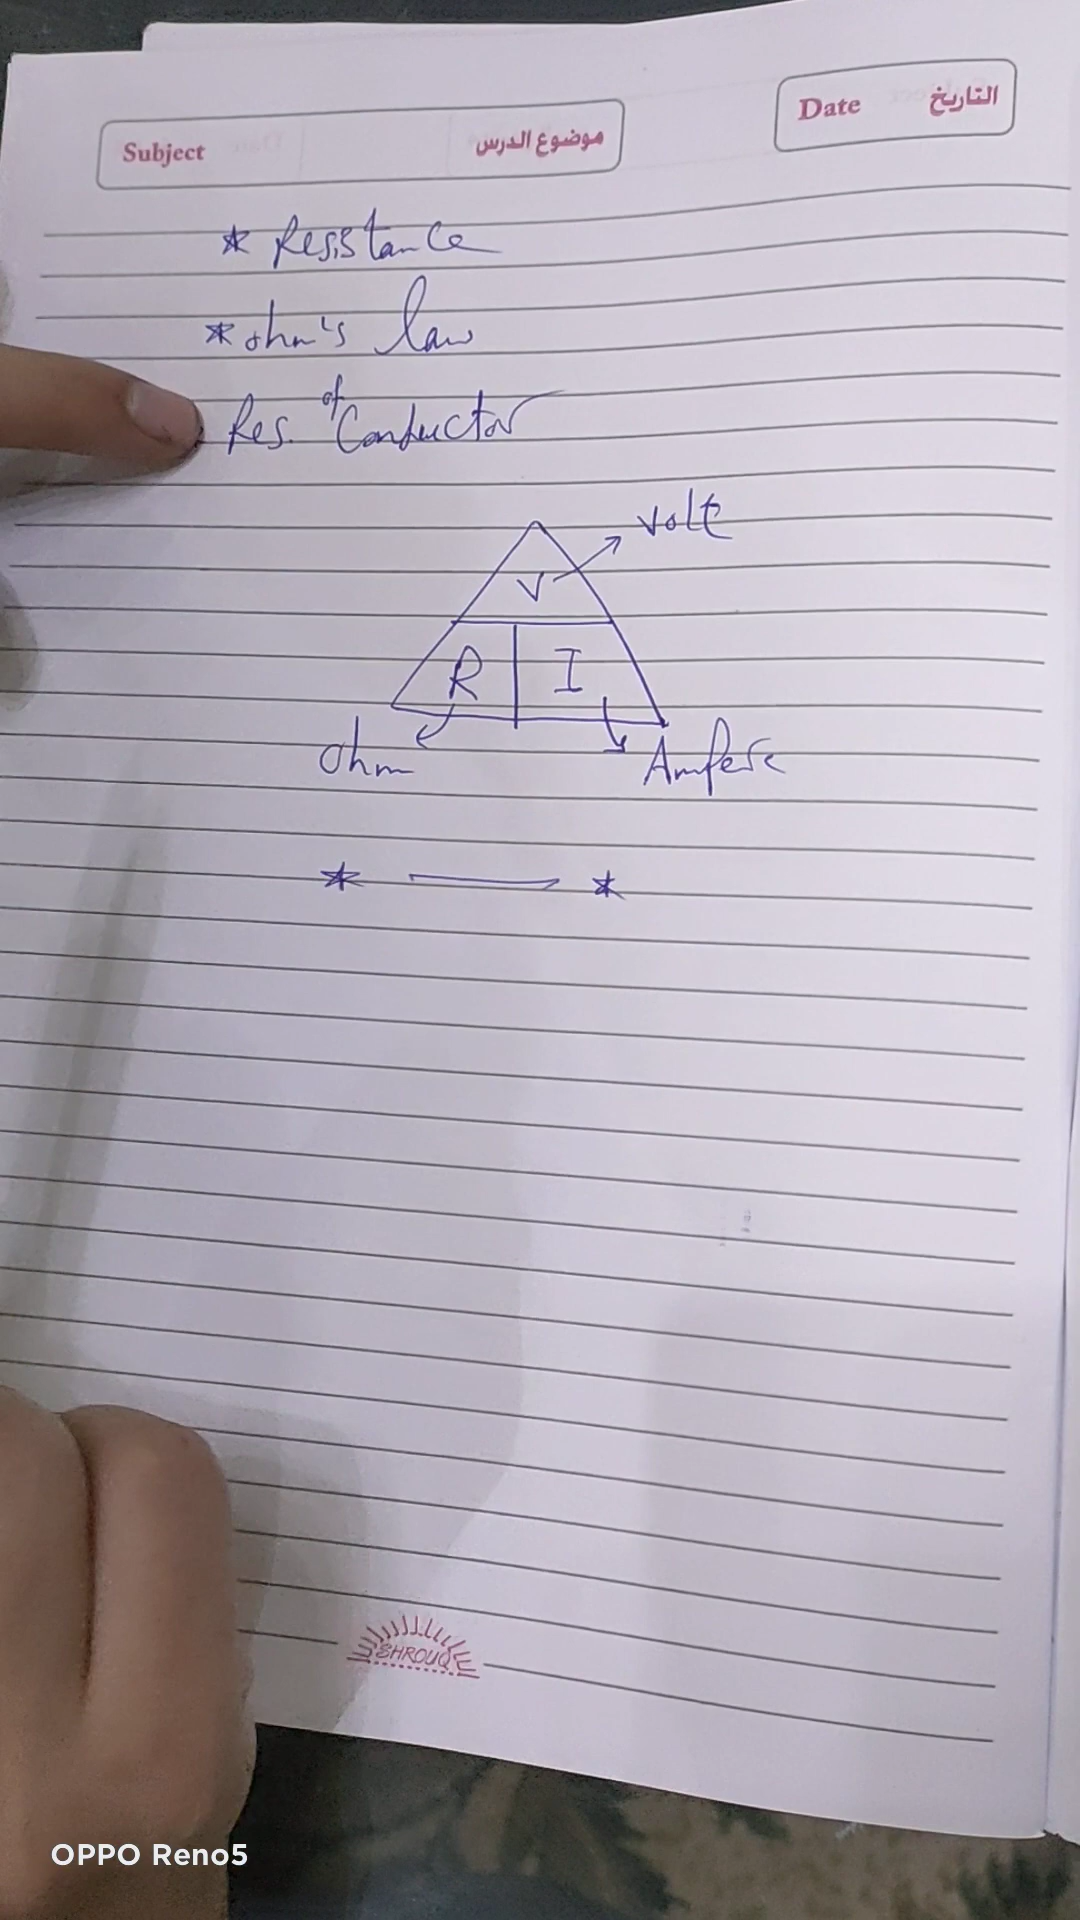 Subject موضوع الدرس
Date التاريخ
* Resistance
* ohm's law
Res. of Conductor
Volt
V
R I
ohm Ampere
* *
SHROUQ
OPPO Reno5